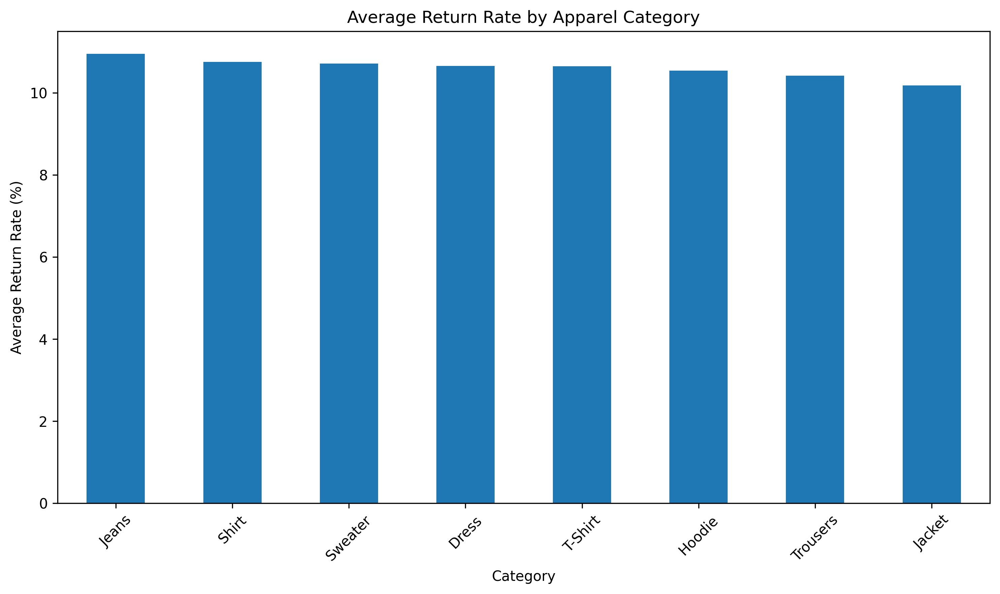 Average Return Rate by Apparel Category
Average Return Rate (%)
10
8
6
4
2
0
Jeans
Shirt
Sweater
Dress
T-Shirt
Hoodie
Trousers
Jacket
Category